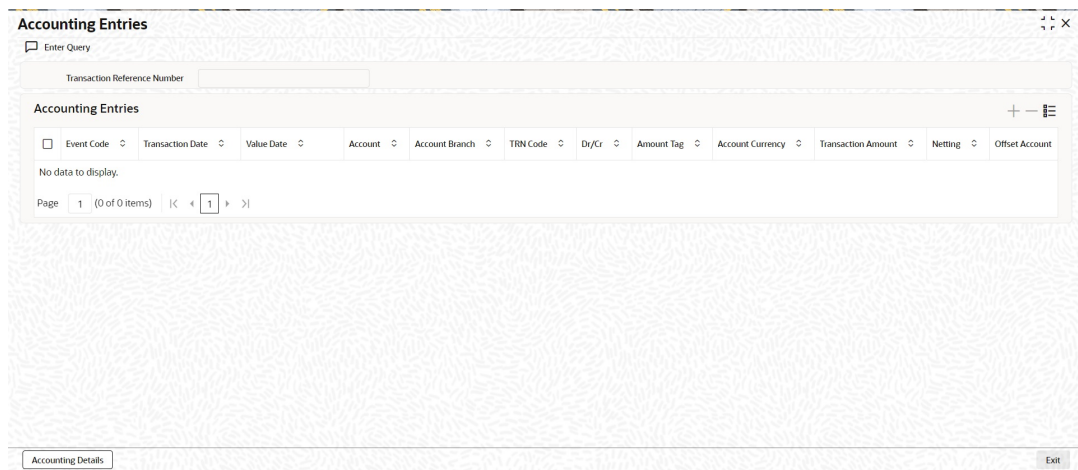 Accounting Entries
Enter Query
Transaction Reference Number
Accounting Entries
Event Code Transaction Date Value Date Account Account Branch TRN Code Dr/Cr Amount Tag Account Currency Transaction Amount Netting Offset Account
No data to display.
Page 1 (0 of 0 items) 1
Accounting Details Exit